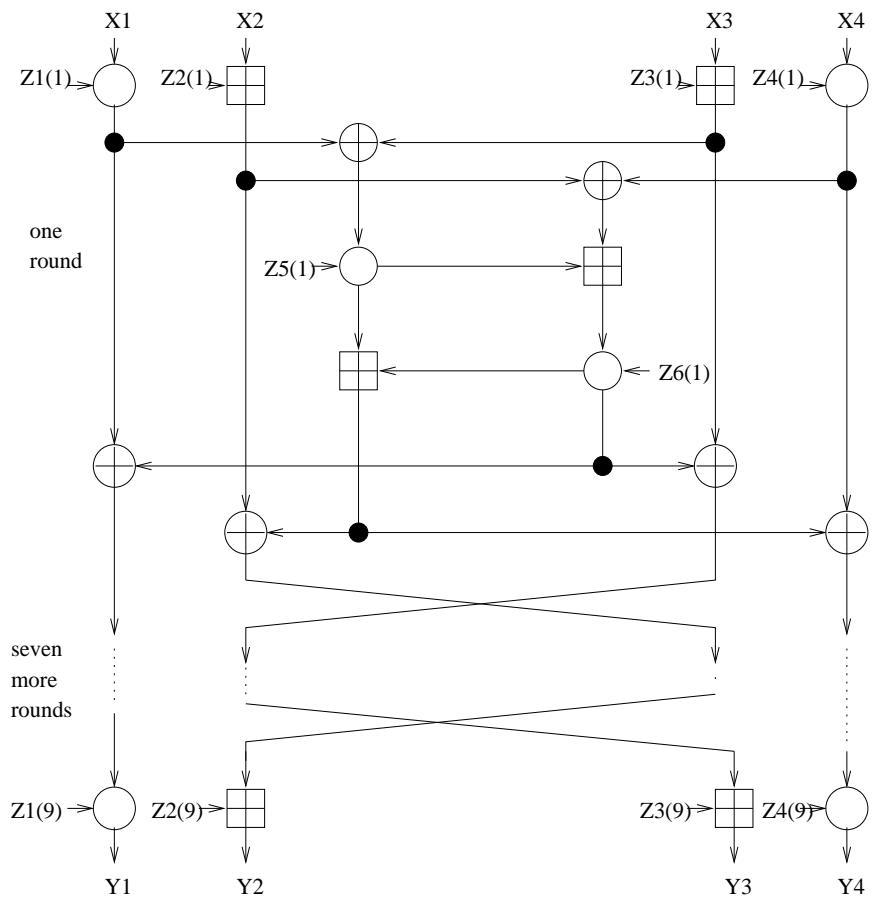 X1 X2 X3 X4
Z1(1) Z2(1) Z3(1) Z4(1)
one
round
Z5(1)
Z6(1)
seven
more
rounds
Z1(9) Z2(9) Z3(9) Z4(9)
Y1 Y2 Y3 Y4